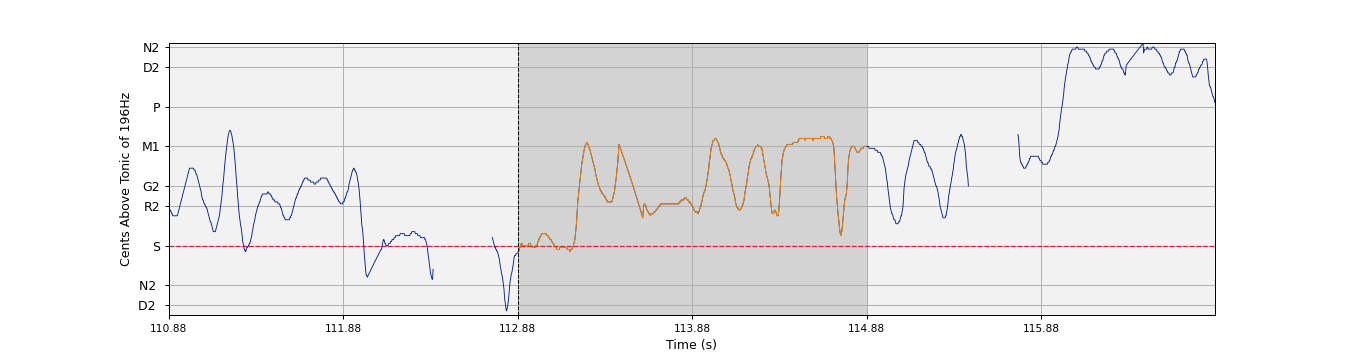 Cents Above Tonic of 196Hz
N2
D2
P
M1
G2
R2
S
N2
D2
110.88 111.88 112.88 113.88 114.88 115.88
Time (s)